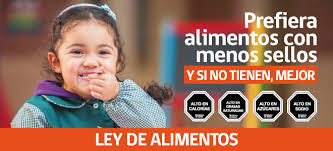 Prefiera
alimentos con
menos sellos
Y SI NO TIENEN, MEJOR
ALTO EN
CALORÍAS
ALTO EN
GRASAS
SATURADAS
ALTO EN
AZÚCARES
ALTO EN
SODIO
LEY DE ALIMENTOS